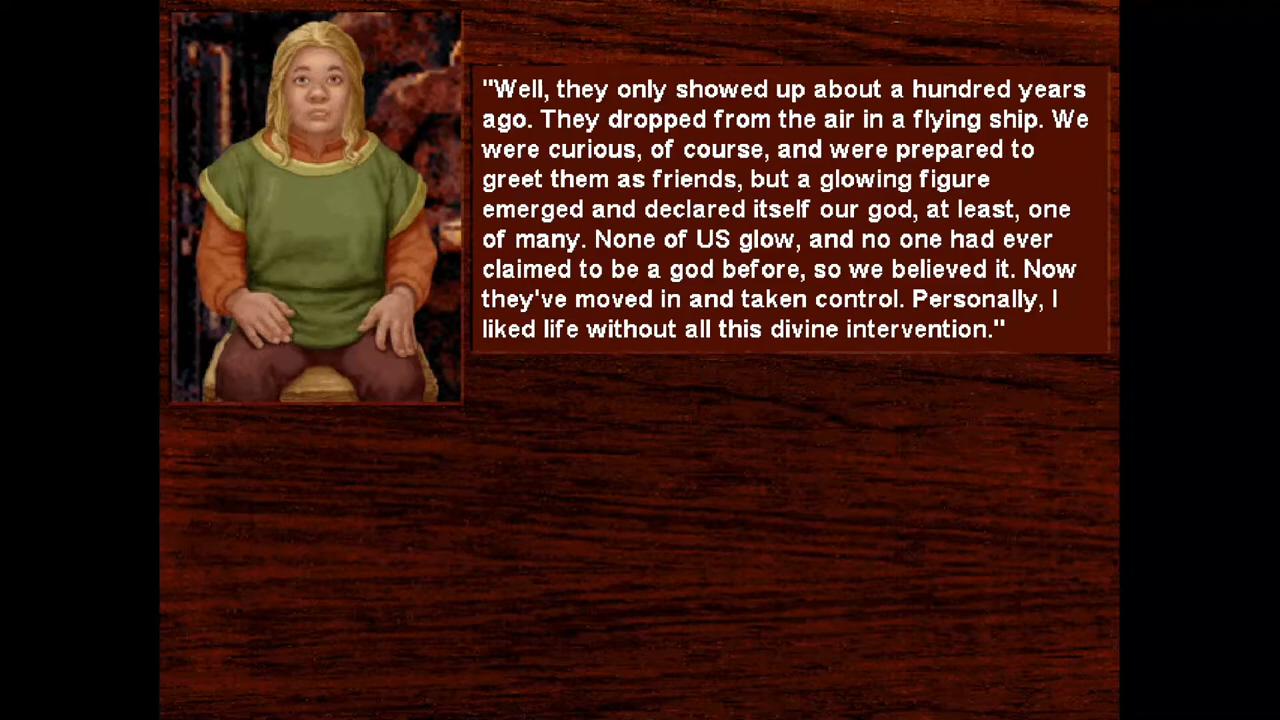 "Well, they only showed up about a hundred years
ago. They dropped from the air in a flying ship. We
were curious, of course, and were prepared to
greet them as friends, but a glowing figure
emerged and declared itself our god, at least, one
of many. None of US glow, and no one had ever
claimed to be a god before, so we believed it. Now
they've moved in and taken control. Personally, I
liked life without all this divine intervention."